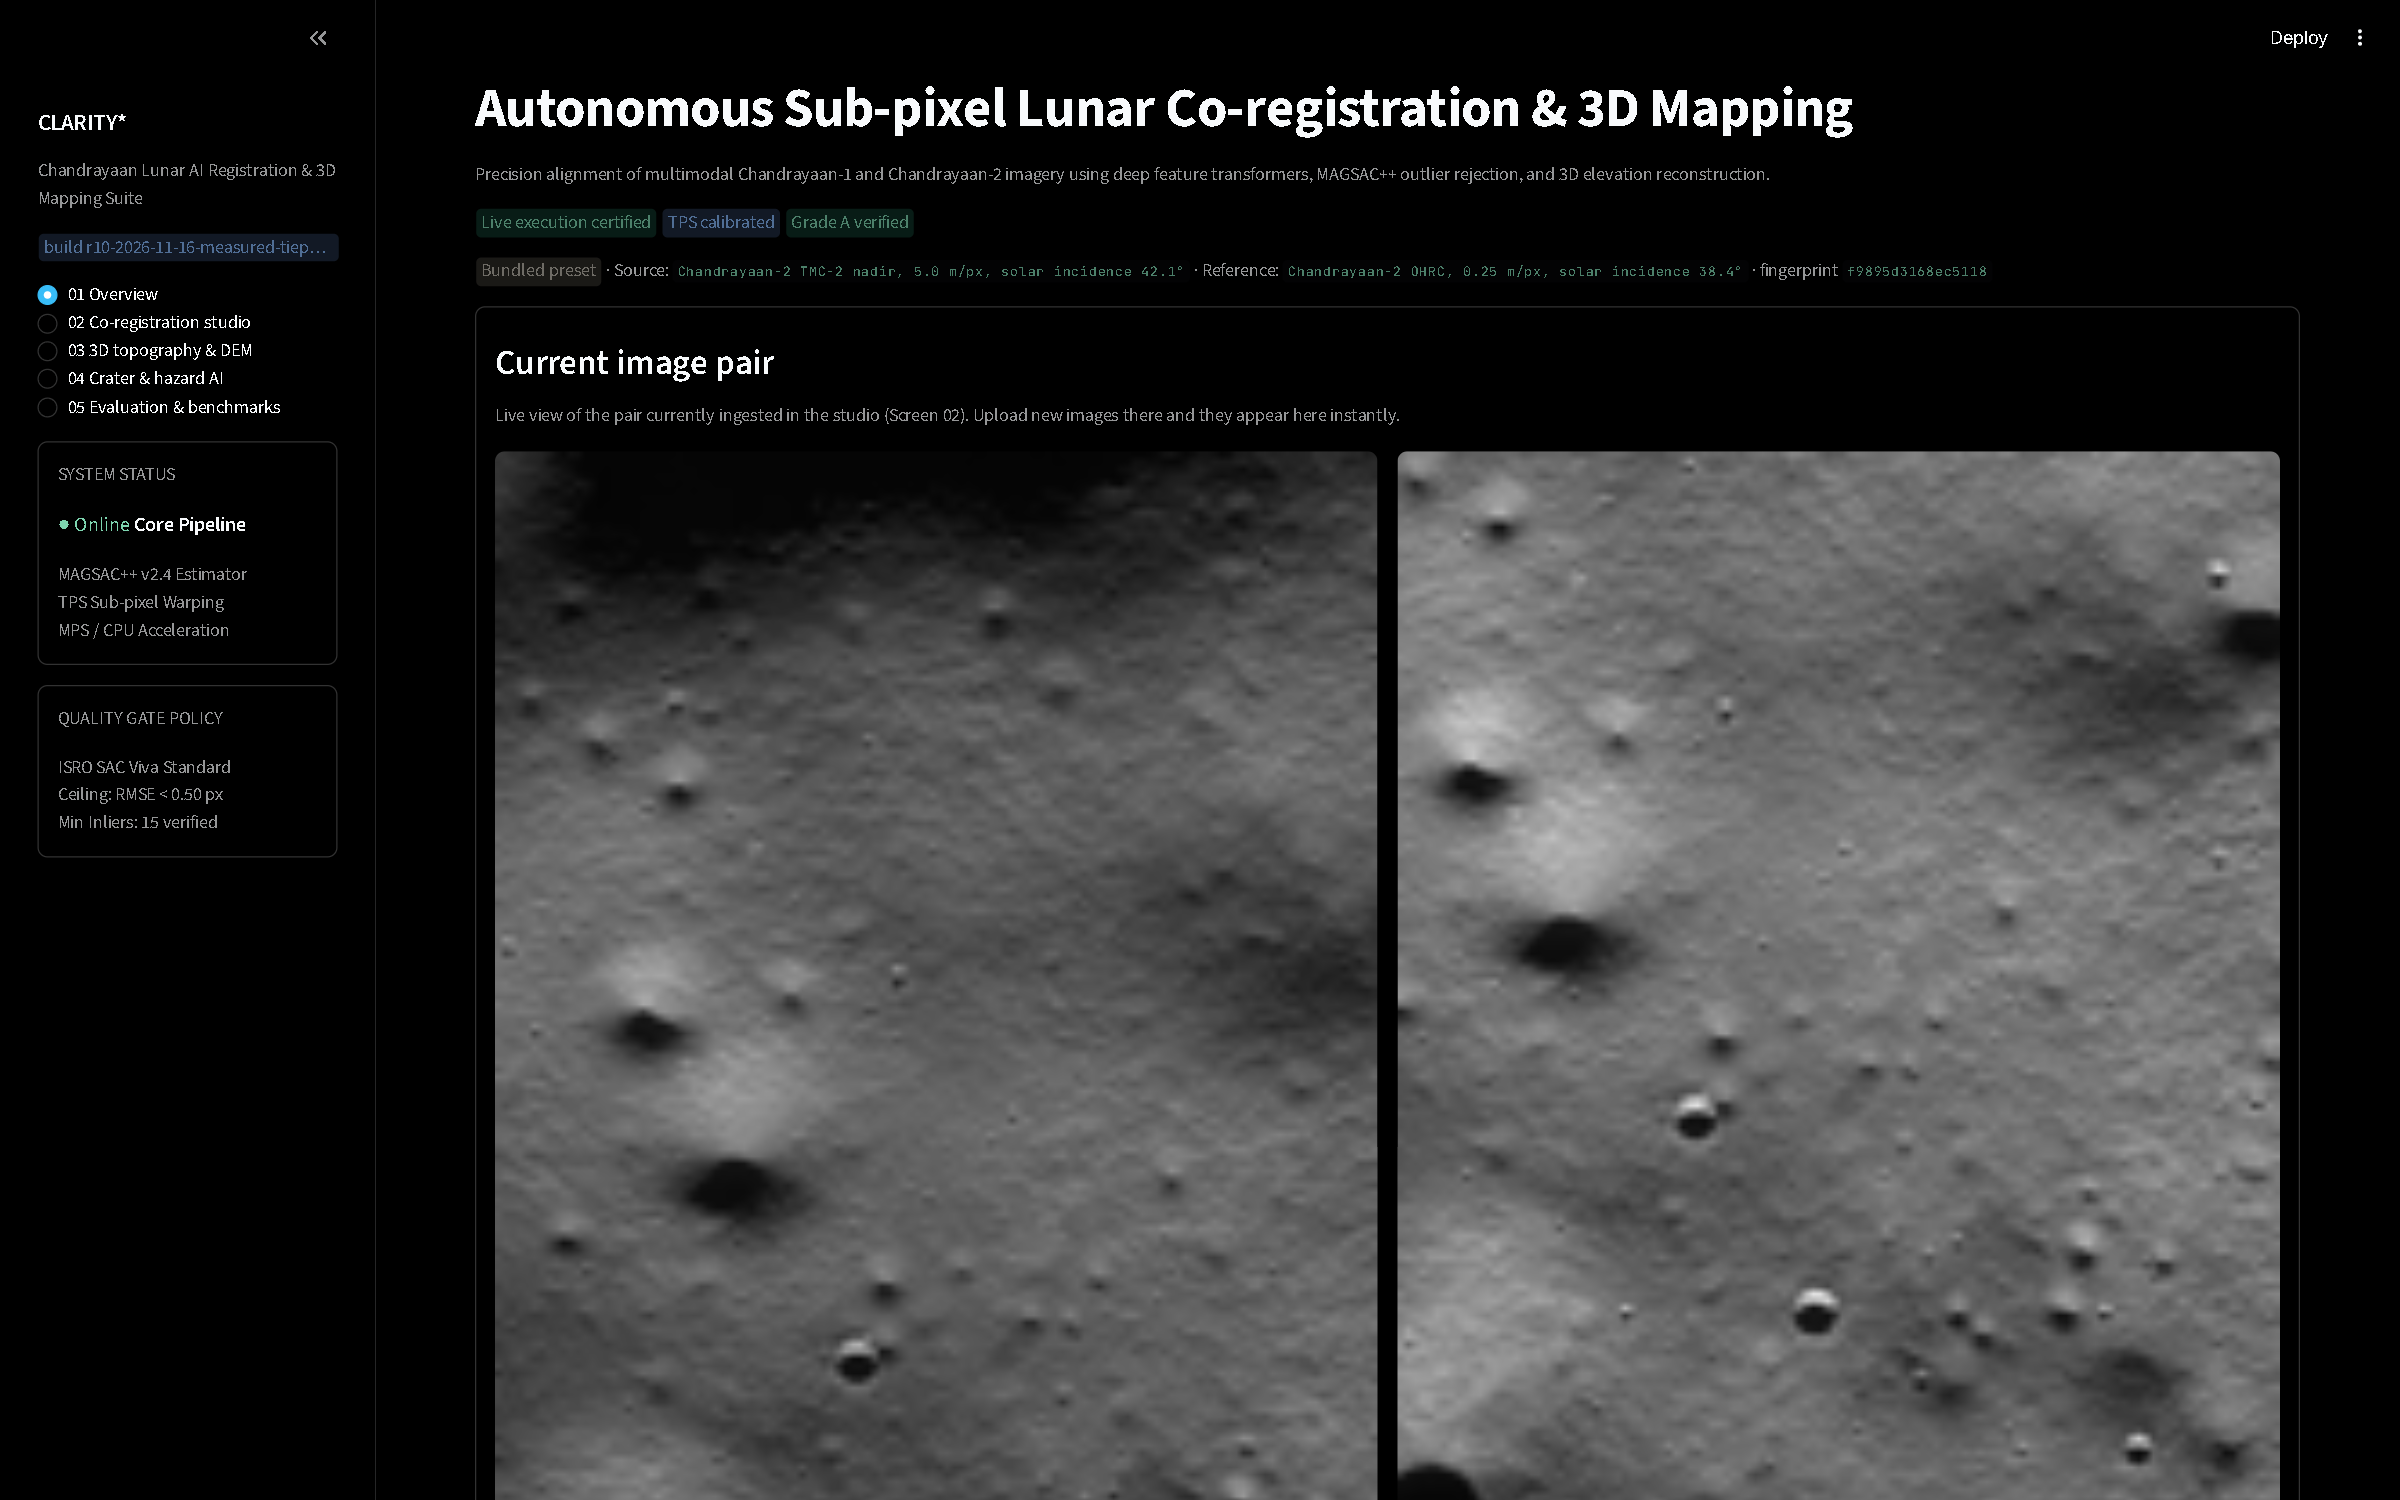 Deploy
CLARITY*
Chandrayaan Lunar AI Registration & 3D
Mapping Suite
build r10-2026-11-16-measured-tiep...
01 Overview
02 Co-registration studio
03 3D topography & DEM
04 Crater & hazard AI
05 Evaluation & benchmarks
SYSTEM STATUS
Online Core Pipeline
MAGSAC++ v2.4 Estimator
TPS Sub-pixel Warping
MPS / CPU Acceleration
QUALITY GATE POLICY
ISRO SAC Viva Standard
Ceiling: RMSE < 0.50 px
Min Inliers: 15 verified
Autonomous Sub-pixel Lunar Co-registration & 3D Mapping
Precision alignment of multimodal Chandrayaan-1 and Chandrayaan-2 imagery using deep feature transformers, MAGSAC++ outlier rejection, and 3D elevation reconstruction.
Live execution certified TPS calibrated Grade A verified
Bundled preset · Source: Chandrayaan-2 TMC-2 nadir, 5.0 m/px, solar incidence 42.1° · Reference: Chandrayaan-2 OHRC, 0.25 m/px, solar incidence 38.4° · fingerprint f9895d3168ec5118
Current image pair
Live view of the pair currently ingested in the studio (Screen 02). Upload new images there and they appear here instantly.